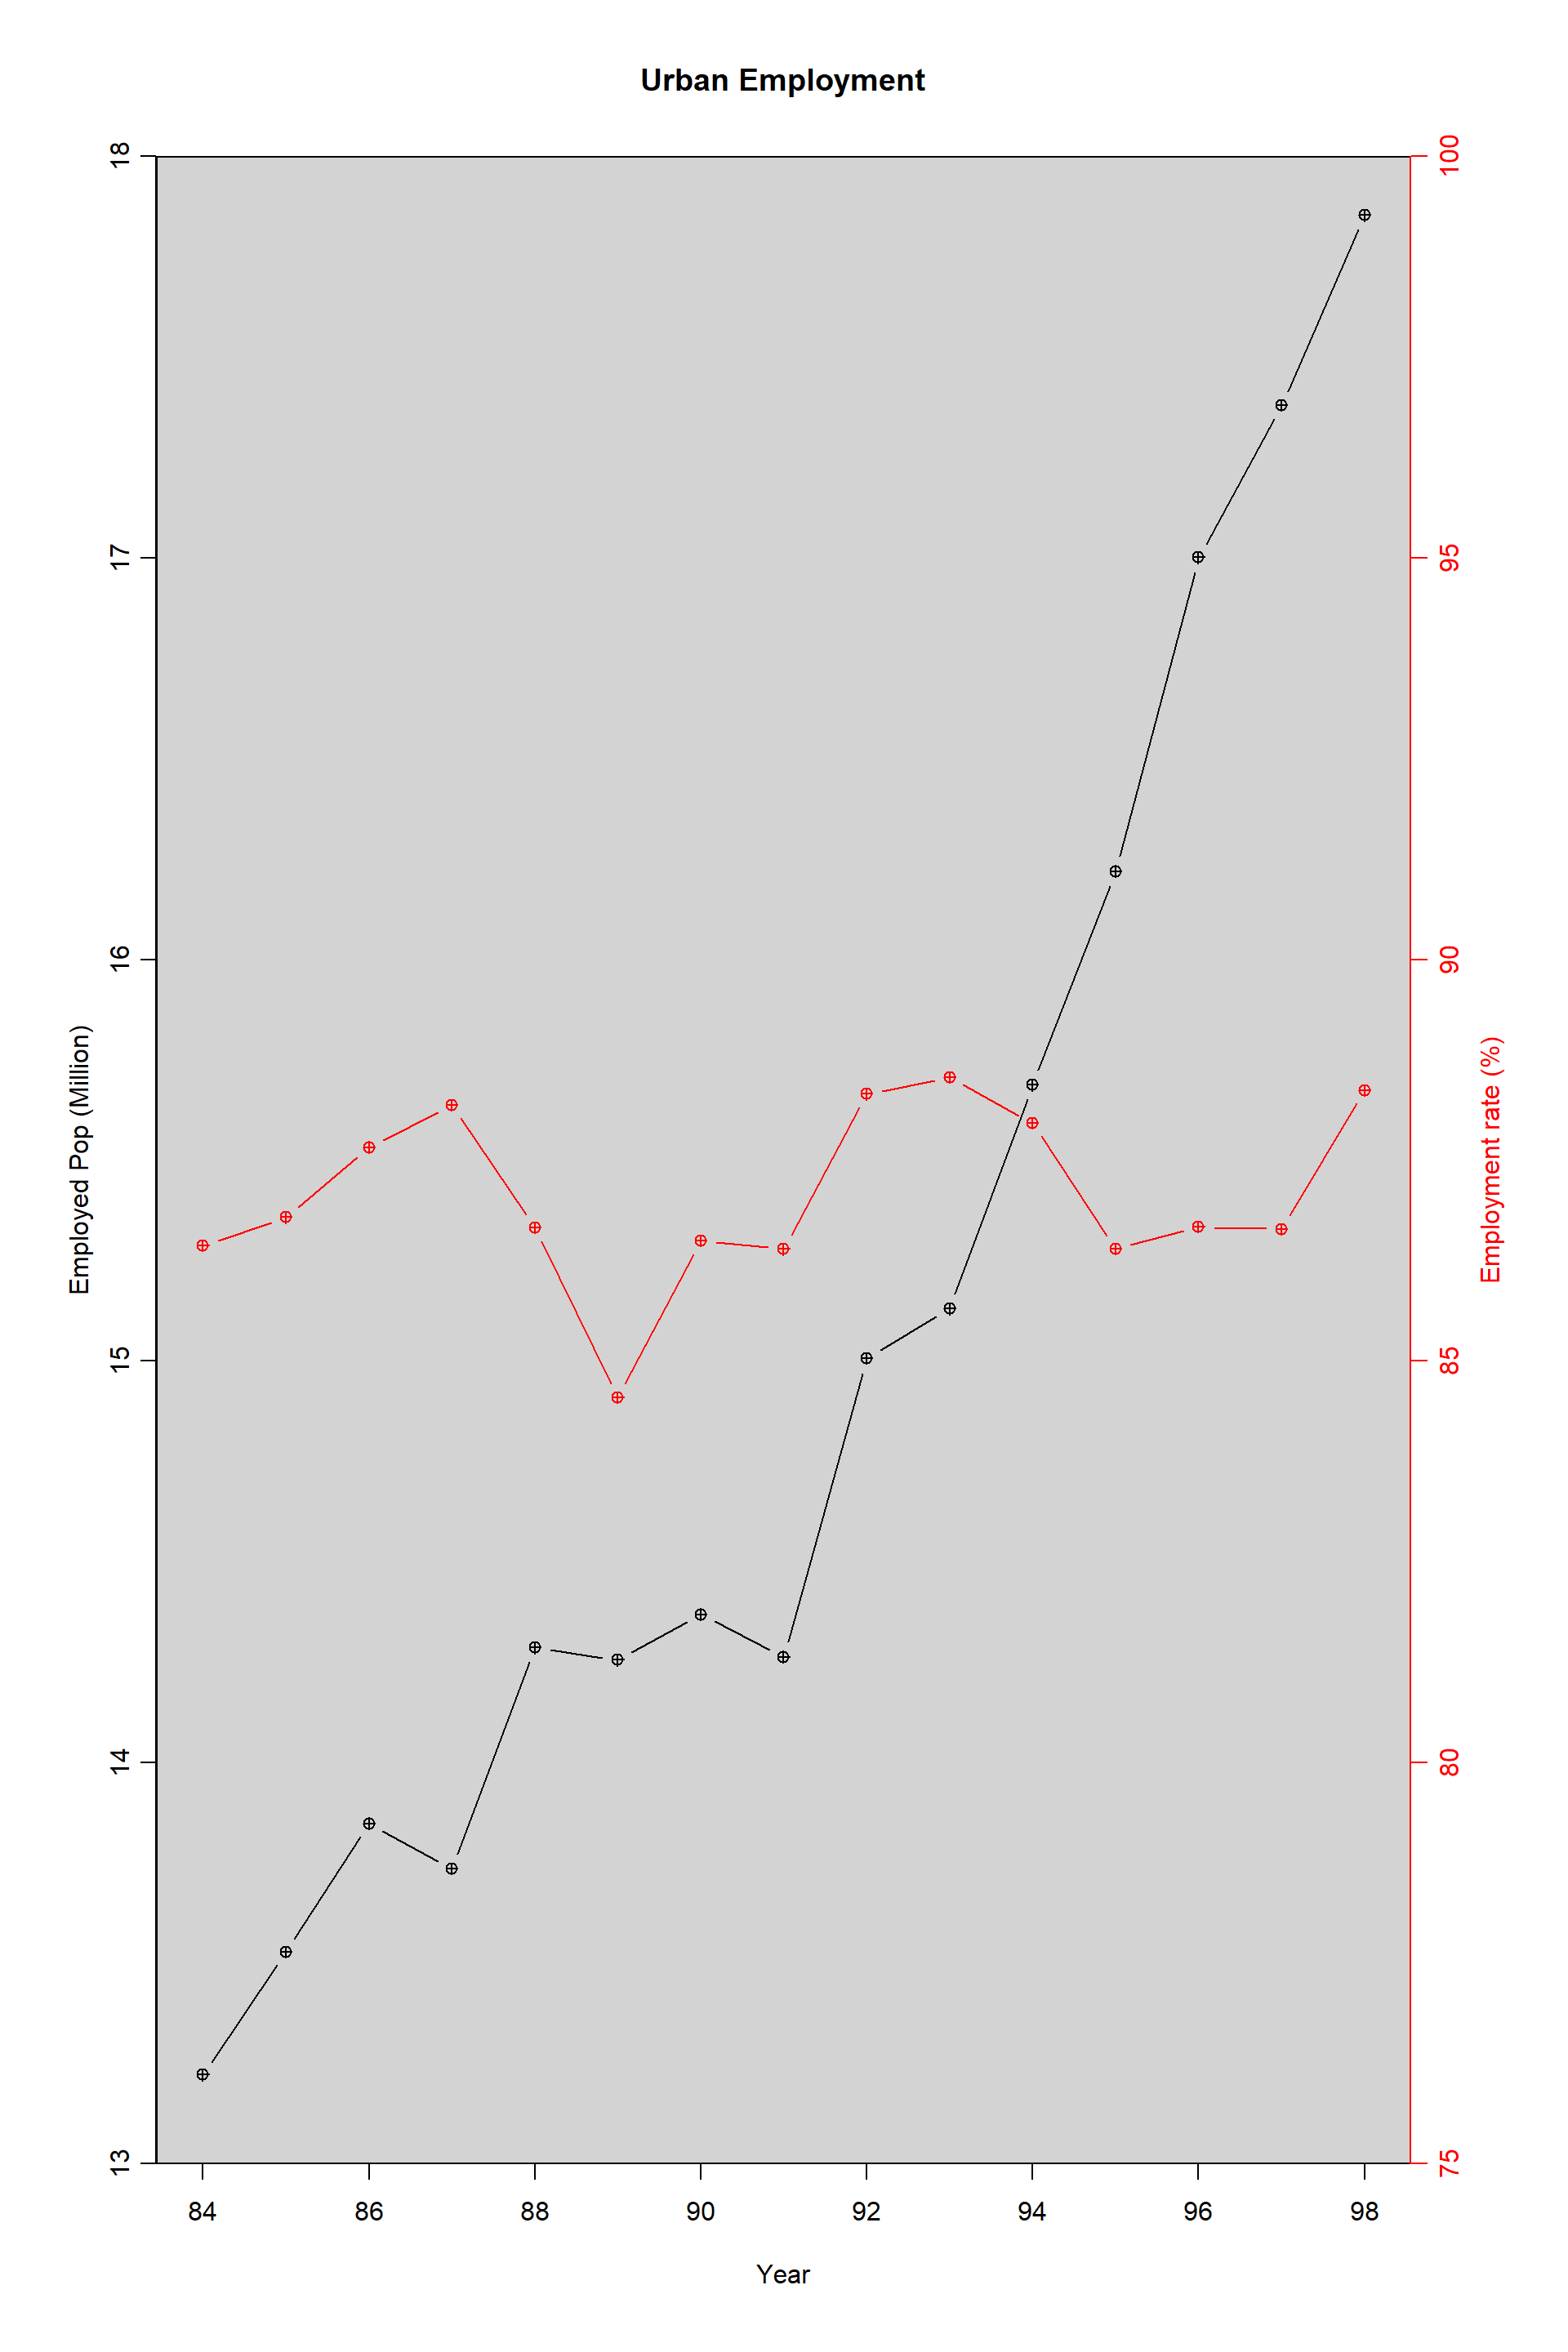 Urban Employment
18
17
16
15
14
13
Employed Pop (Million)
100
95
90
85
80
75
Employment rate (%)
84 86 88 90 92 94 96 98
Year